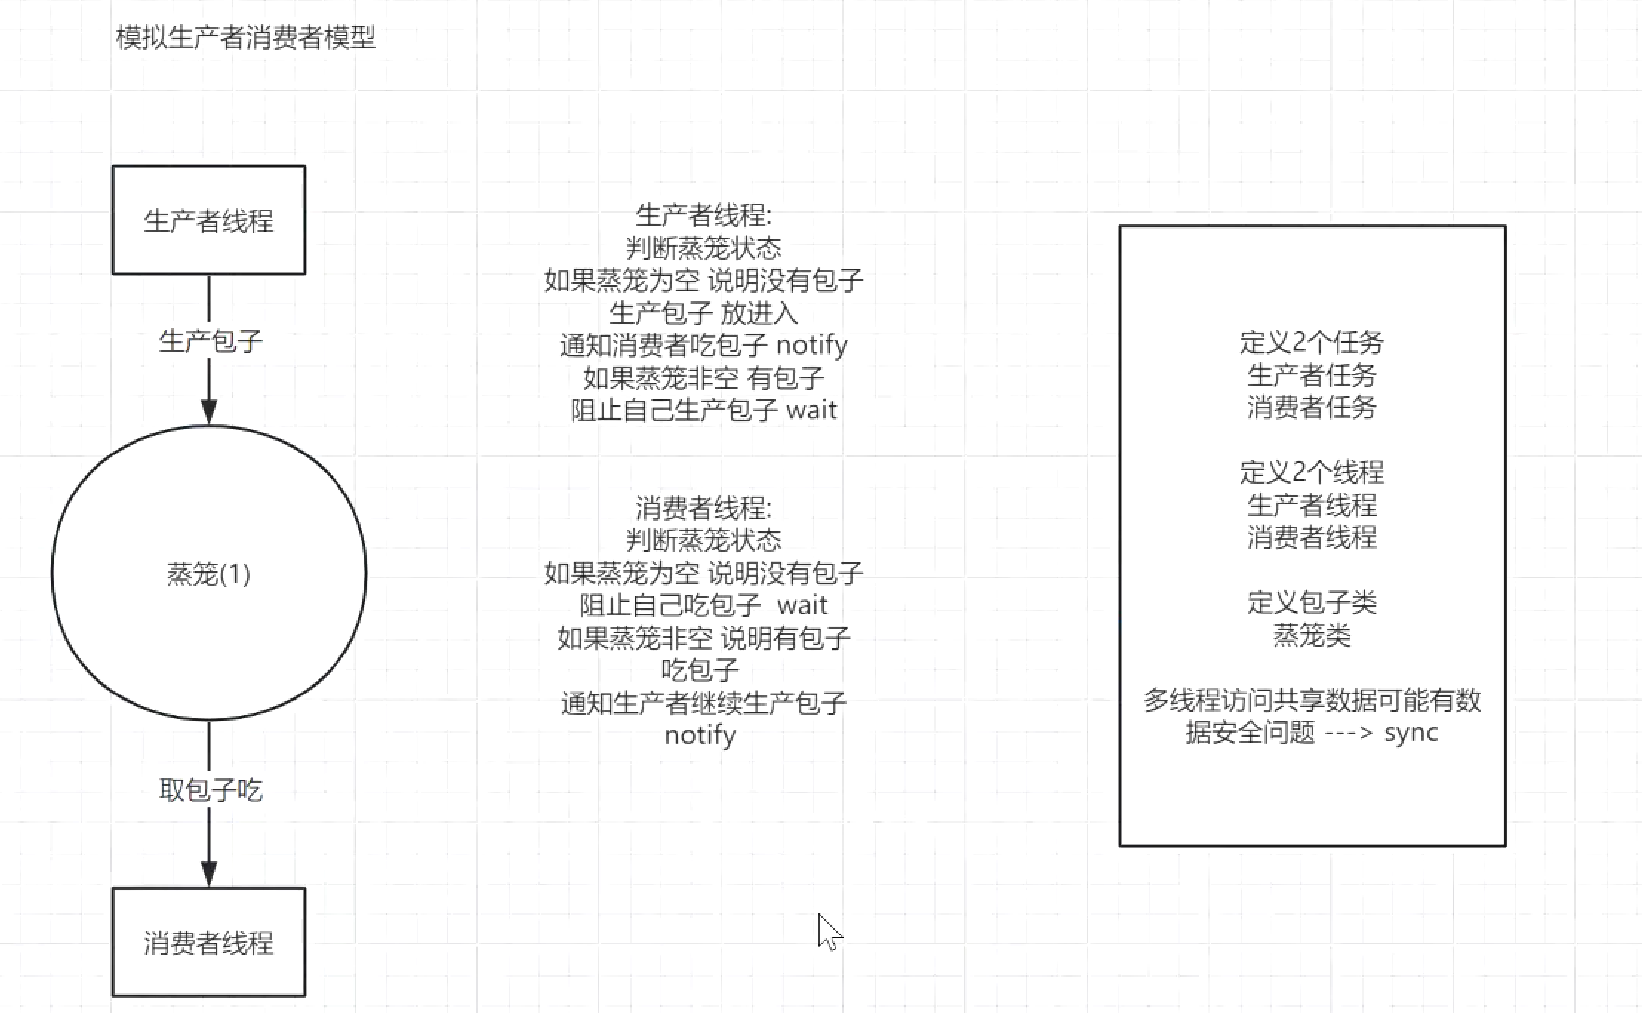 模拟生产者消费者模型
生产者线程
生产包子
蒸笼(1)
取包子吃
消费者线程
生产者线程:
判断蒸笼状态
如果蒸笼为空 说明没有包子
生产包子 放进入
通知消费者吃包子 notify
如果蒸笼非空 有包子
阻止自己生产包子 wait
消费者线程:
判断蒸笼状态
如果蒸笼为空 说明没有包子
阻止自己吃包子  wait
如果蒸笼非空 说明有包子
吃包子
通知生产者继续生产包子
notify
定义2个任务
生产者任务
消费者任务
定义2个线程
生产者线程
消费者线程
定义包子类
蒸笼类
多线程访问共享数据可能有数
据安全问题 ---> sync